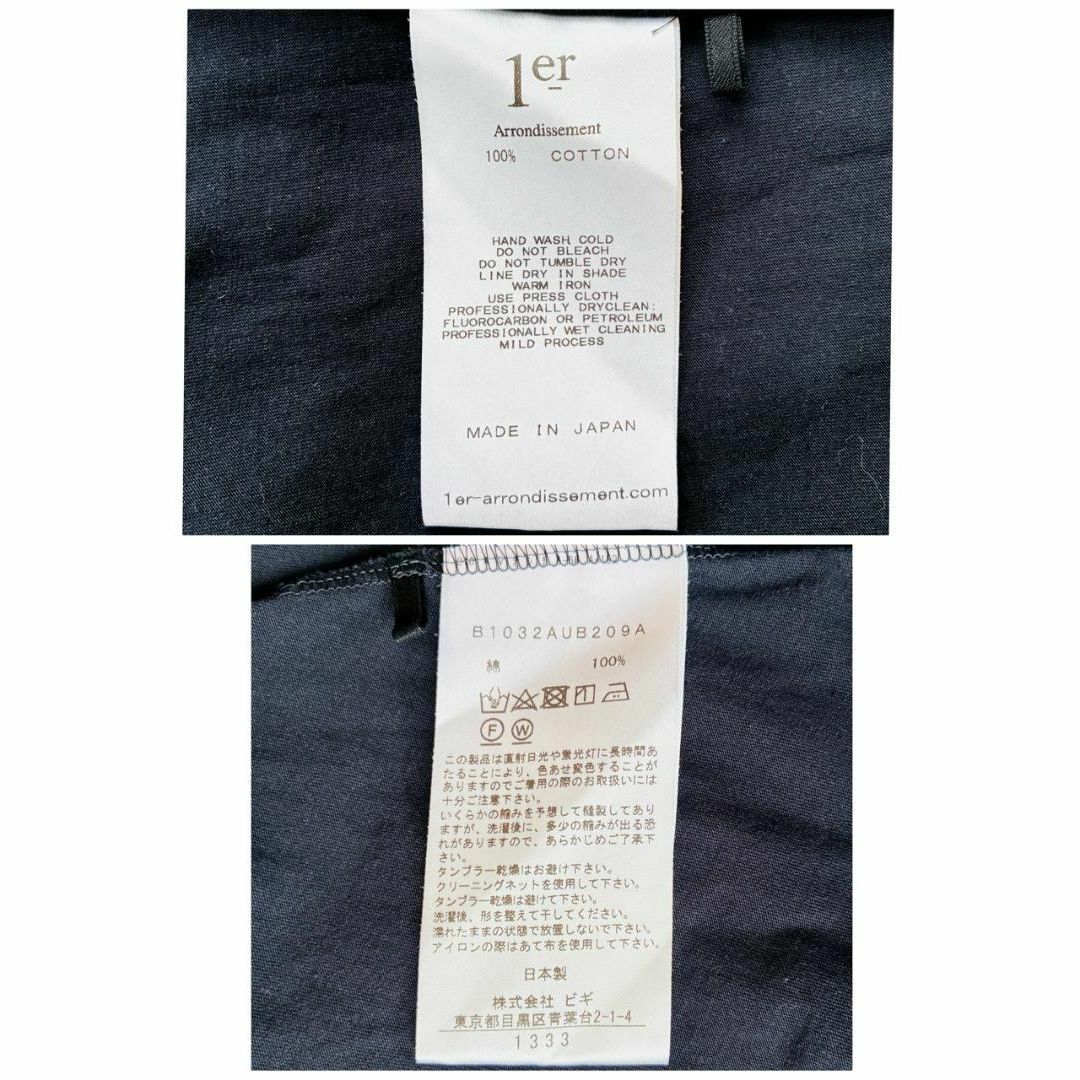 1er
Arrondissement
100% COTTON
HAND WASH COLD
DO NOT BLEACH
DO NOT TUMBLE DRY
LINE DRY IN SHADE
WARM IRON
USE PRESS CLOTH
PROFESSIONALLY DRYCLEAN:
FLUOROCARBON OR PETROLEUM
PROFESSIONALLY WET CLEANING
MILD PROCESS
MADE IN JAPAN
1er-arrondissement.com
B1032AUB209A
綿 100%
F W
この製品は直射日光や蛍光灯に長時間あ
たることにより、色あせ変色することが
ありますのでご着用の際のお取扱いには
十分ご注意下さい。
いくらかの縮みを予想して縫製してあり
ますが、洗濯後に、多少の縮みが出る恐
れがありますので、あらかじめご了承下
さい。
タンブラー乾燥はお避け下さい。
クリーニングネットを使用して下さい。
タンブラー乾燥は避けて下さい。
洗濯後、形を整えて干してください。
濡れたままの状態で放置しないで下さい。
アイロンの際はあて布を使用して下さい。
日本製
株式会社 ビギ
東京都目黒区青葉台2-1-4
1333